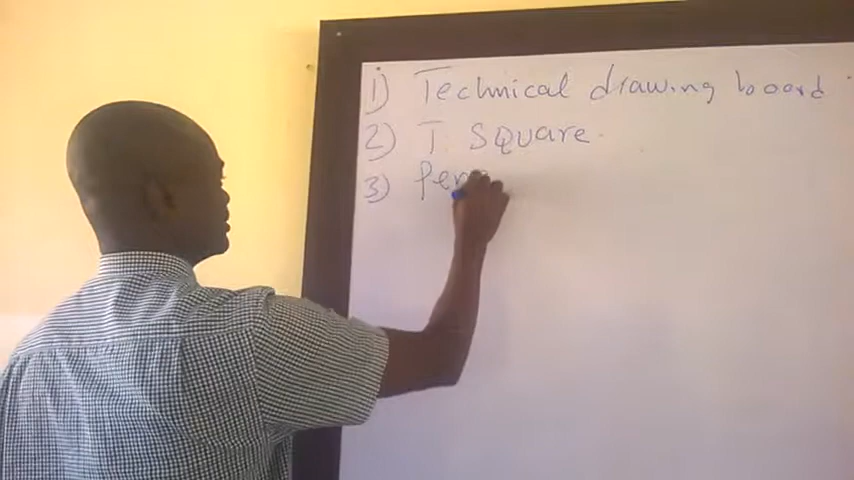 1) Technical drawing board.
2) T Square.
3) Pen